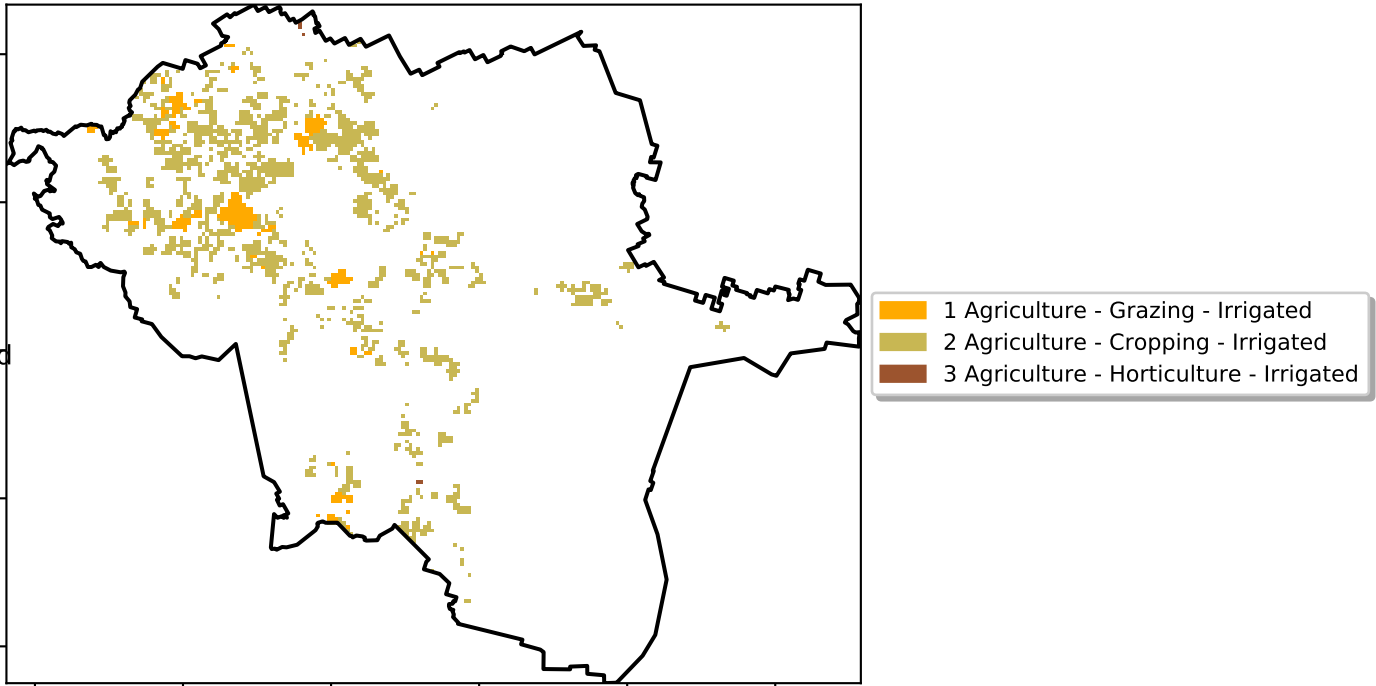 1 Agriculture - Grazing - Irrigated
2 Agriculture - Cropping - Irrigated
3 Agriculture - Horticulture - Irrigated